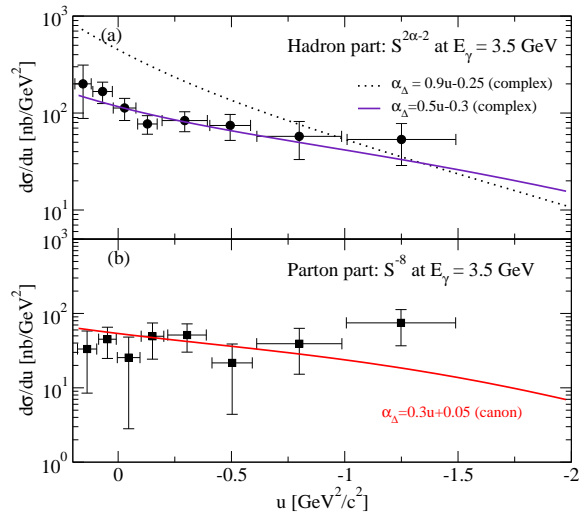 10^3
(a)
Hadron part: S^{2α-2} at E_γ = 3.5 GeV
α_Δ = 0.9u-0.25 (complex)
α_Δ=0.5u-0.3 (complex)
10^2
10^1
dσ/du [nb/GeV^2]
10^3
(b)
Parton part: S^{-8} at E_γ = 3.5 GeV
10^2
10^1
α_Δ=0.3u+0.05 (canon)
10^0
dσ/du [nb/GeV^2]
0 -0.5 -1 -1.5 -2
u [GeV^2/c^2]